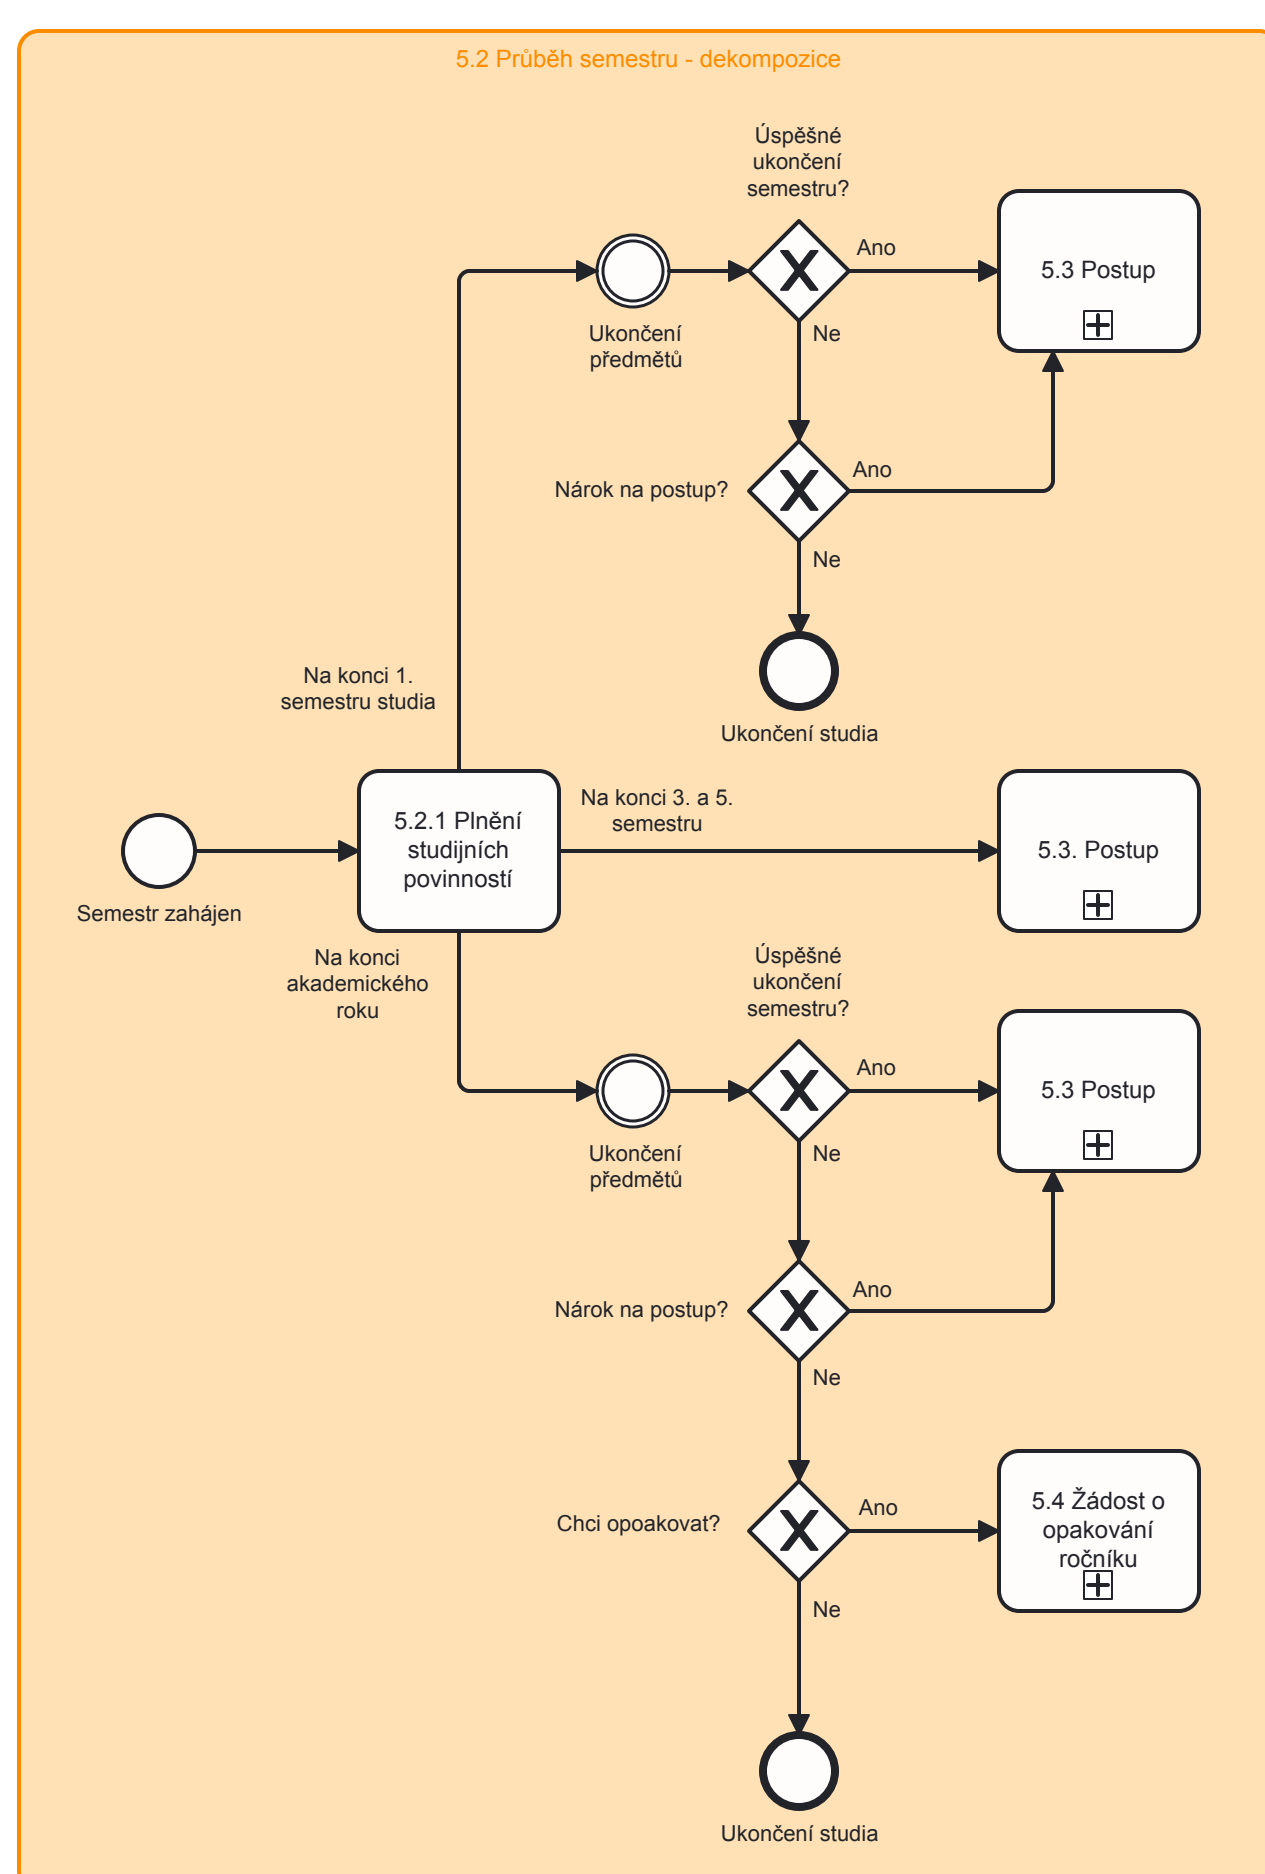 5.2 Průběh semestru - dekompozice
Úspěšné
ukončení
semestru?
Ano
5.3 Postup
Ukončení
předmětů
Ne
Nárok na postup?
Ano
Ne
Ukončení studia
Na konci 1.
semestru studia
Semestr zahájen
5.2.1 Plnění
studijních
povinností
Na konci 3. a 5.
semestru
5.3. Postup
Na konci
akademického
roku
Úspěšné
ukončení
semestru?
Ano
5.3 Postup
Ukončení
předmětů
Ne
Nárok na postup?
Ano
Ne
Chci opoakovat?
Ano
5.4 Žádost o
opakování
ročníku
Ne
Ukončení studia